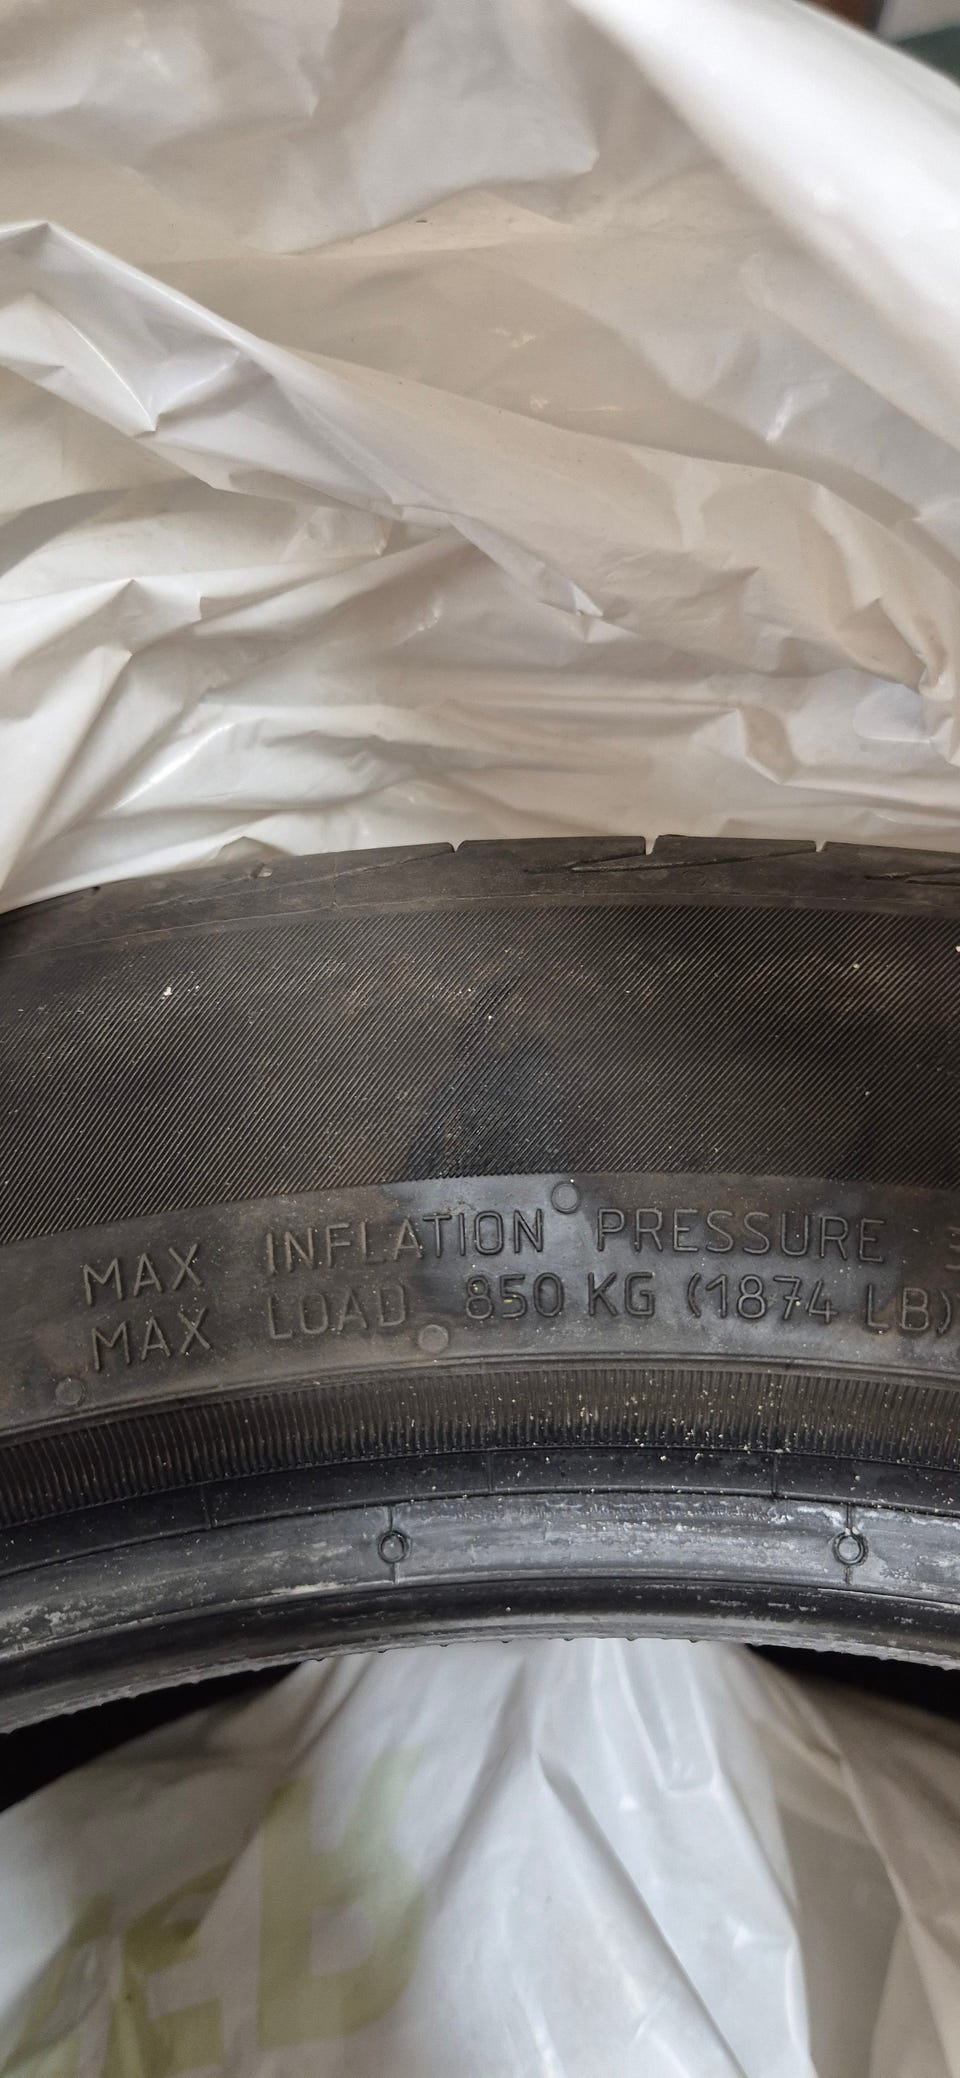 MAX INFLATION PRESSURE
MAX LOAD 850 KG (1874 LB)